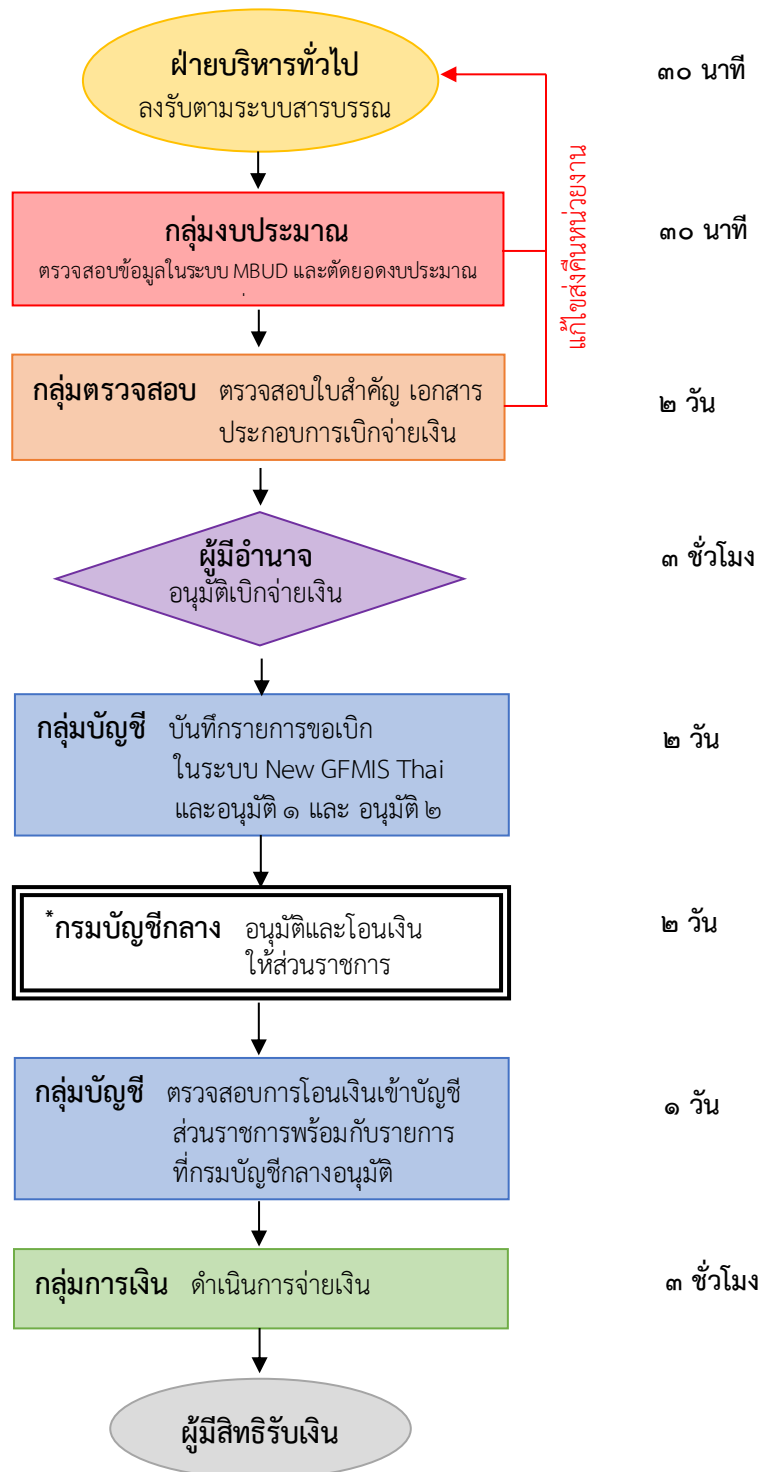 ฝ่ายบริหารทั่วไป
ลงรับตามระบบสารบรรณ
๓๐ นาที
แก้ไขส่งคืนหน่วยงาน
กลุ่มงบประมาณ
ตรวจสอบข้อมูลในระบบ MBUD และตัดยอดงบประมาณ
๓๐ นาที
กลุ่มตรวจสอบ ตรวจสอบใบสำคัญ เอกสาร
ประกอบการเบิกจ่ายเงิน
๒ วัน
ผู้มีอำนาจ
อนุมัติเบิกจ่ายเงิน
๓ ชั่วโมง
กลุ่มบัญชี บันทึกรายการขอเบิก
ในระบบ New GFMIS Thai
และอนุมัติ ๑ และ อนุมัติ ๒
๒ วัน
*กรมบัญชีกลาง อนุมัติและโอนเงิน
ให้ส่วนราชการ
๒ วัน
กลุ่มบัญชี ตรวจสอบการโอนเงินเข้าบัญชี
ส่วนราชการพร้อมกับรายการ
ที่กรมบัญชีกลางอนุมัติ
๑ วัน
กลุ่มการเงิน ดำเนินการจ่ายเงิน
๓ ชั่วโมง
ผู้มีสิทธิรับเงิน